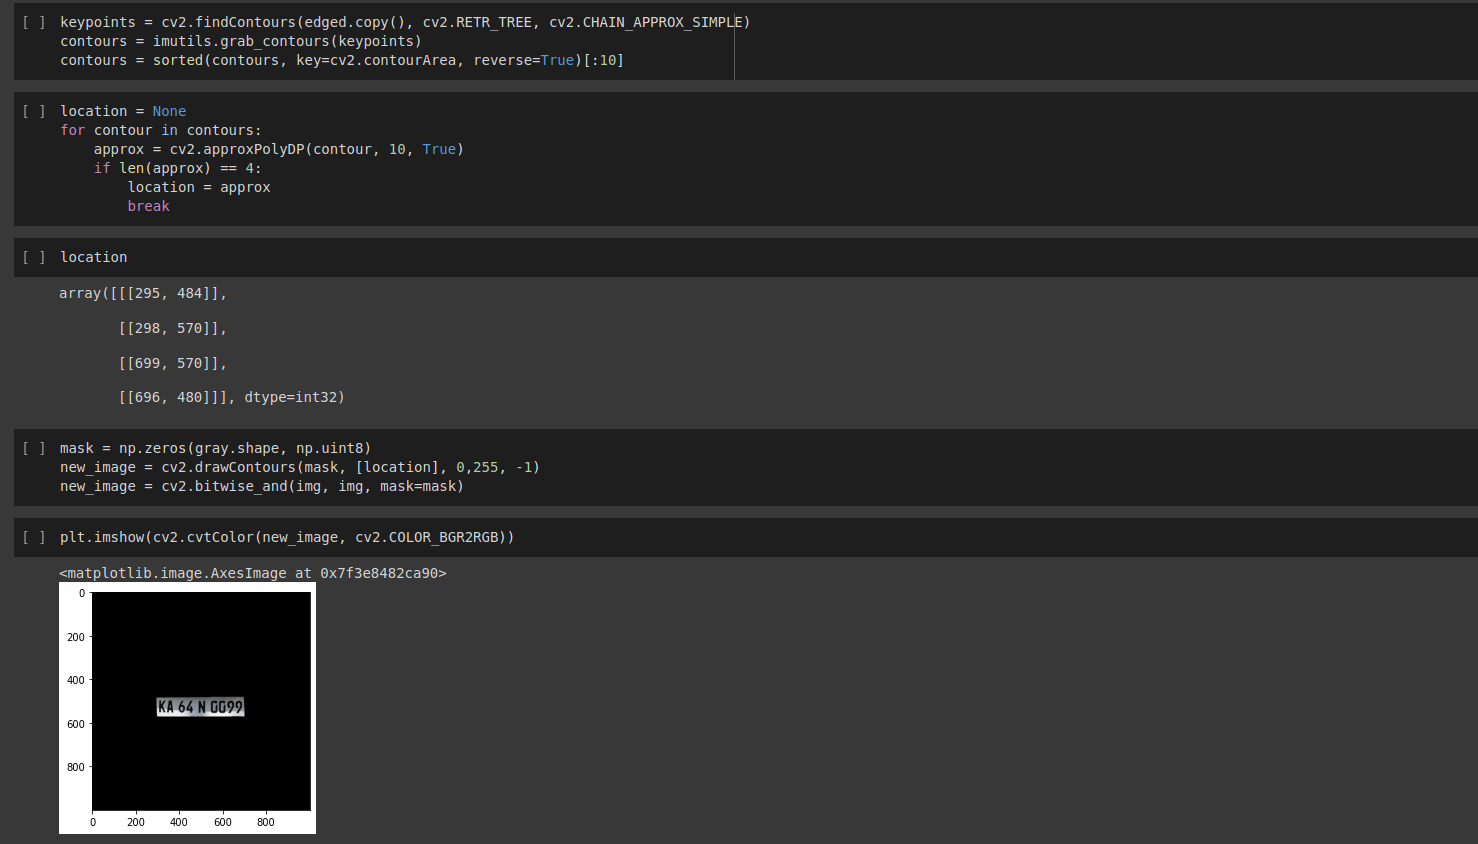 [ ] keypoints = cv2.findContours(edged.copy(), cv2.RETR_TREE, cv2.CHAIN_APPROX_SIMPLE)
contours = imutils.grab_contours(keypoints)
contours = sorted(contours, key=cv2.contourArea, reverse=True)[:10]
[ ] location = None
for contour in contours:
    approx = cv2.approxPolyDP(contour, 10, True)
    if len(approx) == 4:
        location = approx
        break
[ ] location
array([[[295, 484]],
[[298, 570]],
[[699, 570]],
[[696, 480]]], dtype=int32)
[ ] mask = np.zeros(gray.shape, np.uint8)
new_image = cv2.drawContours(mask, [location], 0,255, -1)
new_image = cv2.bitwise_and(img, img, mask=mask)
[ ] plt.imshow(cv2.cvtColor(new_image, cv2.COLOR_BGR2RGB))
<matplotlib.image.AxesImage at 0x7f3e8482ca90>
0
200
400
KA 64 N 0099
600
800
0 200 400 600 800